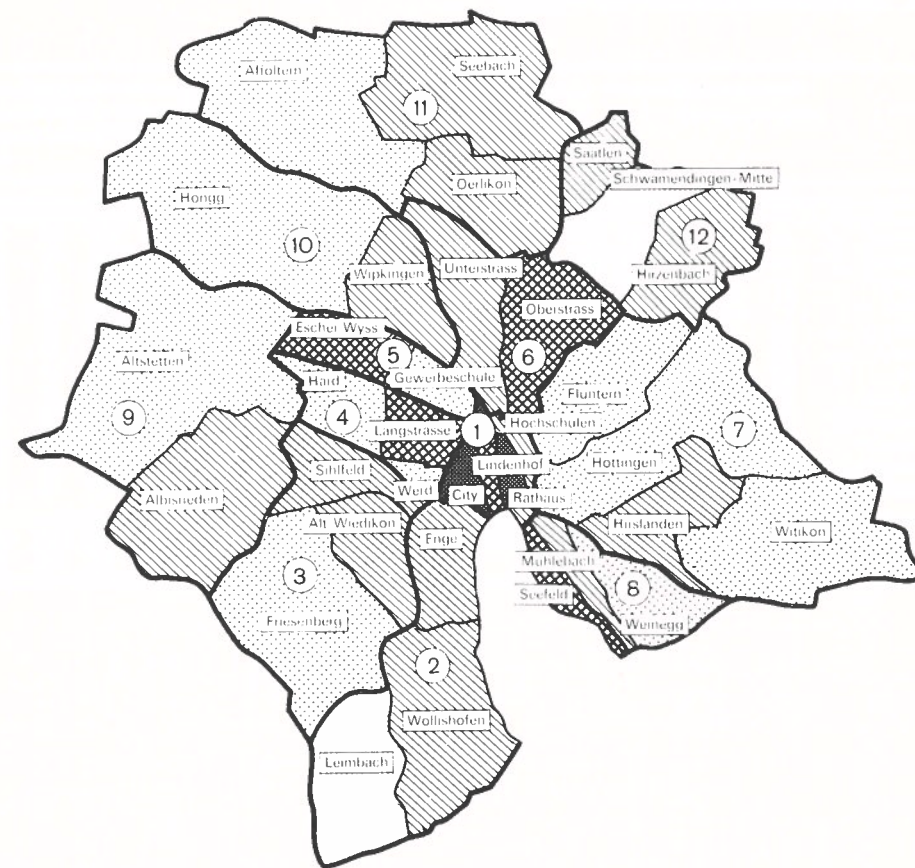 Affoltern
Seebach
11
Saatlen
Schwamendingen-Mitte
Oerlikon
Höngg
10
12
Wipkingen
Unterstrass
Hirzenbach
Oberstrass
Escher Wyss
5
6
Altstetten
Hard
Gewerbeschule
Fluntern
9
4
Langstrasse
1
Hochschulen
7
Sihlfeld
Lindenhof
Hottingen
Albisrieden
Werd
City
Rathaus
Alt-Wiedikon
Enge
Hirslanden
Witikon
3
Mühlebach
8
Seefeld
Friesenberg
Weinegg
2
Wollishofen
Leimbach